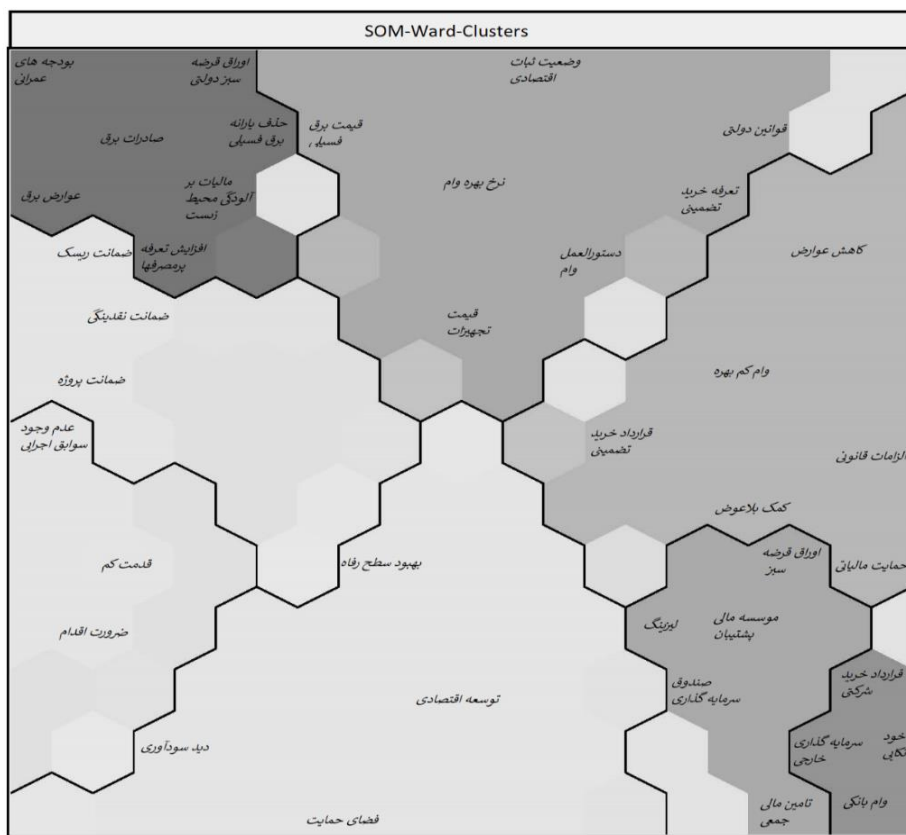 SOM-Ward-Clusters
بودجه های
عمرانی
اوراق قرضه
سبز دولتی
وضعیت ثبات
اقتصادی
صادرات برق
حذف یارانه
برق فسیلی
قیمت برق
فسیلی
قوانین دولتی
عوارض برق
مالیات بر
آلودگی محیط
زیست
نرخ بهره وام
تعرفه خرید
تضمینی
ضمانت ریسک
افزایش تعرفه
پرمصرفها
دستورالعمل
وام
کاهش عوارض
ضمانت نقدینگی
قیمت
تجهیزات
ضمانت پروژه
وام کم بهره
عدم وجود
سوابق اجرایی
قرارداد خرید
تضمینی
الزامات قانونی
کمک بلاعوض
قدمت کم
بهبود سطح رفاه
اوراق قرضه
سبز
حمایت مالیاتی
ضرورت اقدام
لیزینگ
موسسه مالی
پشتیبان
توسعه اقتصادی
صندوق
سرمایه گذاری
قرارداد خرید
شرکتی
دید سودآوری
سرمایه گذاری
خارجی
خود
اتکایی
فضای حمایت
تامین مالی
جمعی
وام بانکی